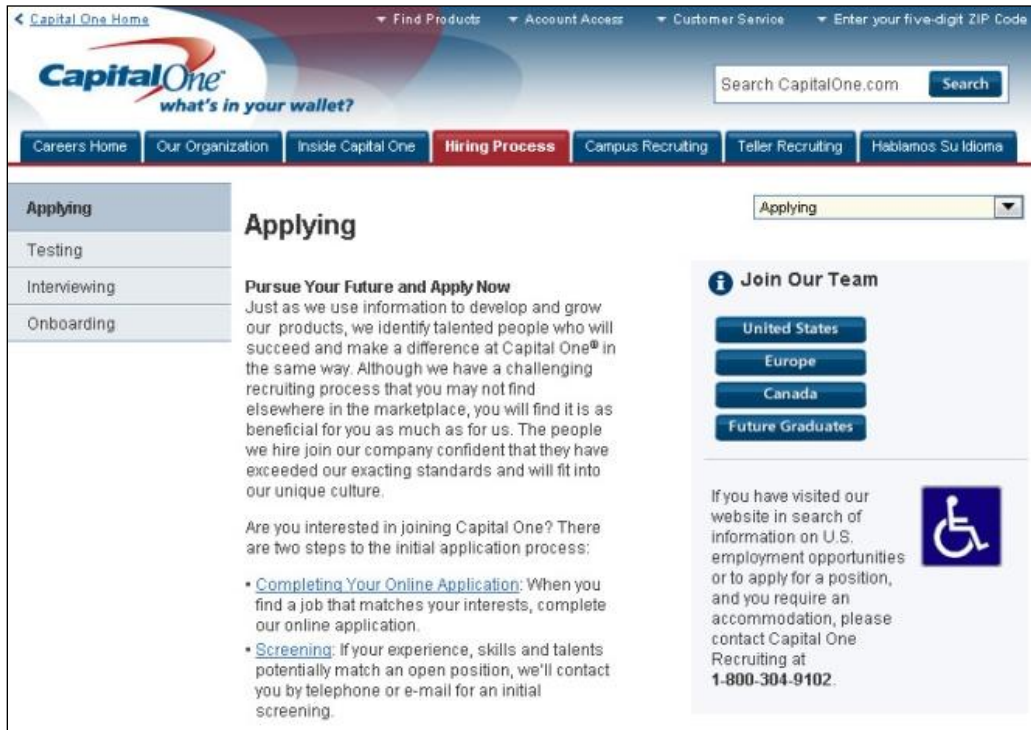 Capital One Home
Find Products Account Access Customer Service Enter your five-digit ZIP Code
CapitalOne
what's in your wallet?
Search CapitalOne.com Search
Careers Home Our Organization Inside Capital One Hiring Process Campus Recruiting Teller Recruiting Hablamos Su Idioma
Applying
Testing
Interviewing
Onboarding
Applying
Pursue Your Future and Apply Now
Just as we use information to develop and grow
our products, we identify talented people who will
succeed and make a difference at Capital One® in
the same way. Although we have a challenging
recruiting process that you may not find
elsewhere in the marketplace, you will find it is as
beneficial for you as much as for us. The people
we hire join our company confident that they have
exceeded our exacting standards and will fit into
our unique culture.
Are you interested in joining Capital One? There
are two steps to the initial application process:
• Completing Your Online Application: When you
find a job that matches your interests, complete
our online application.
• Screening: If your experience, skills and talents
potentially match an open position, we'll contact
you by telephone or e-mail for an initial
screening.
Applying
Join Our Team
United States
Europe
Canada
Future Graduates
If you have visited our
website in search of
information on U.S.
employment opportunities
or to apply for a position,
and you require an
accommodation, please
contact Capital One
Recruiting at
1-800-304-9102.